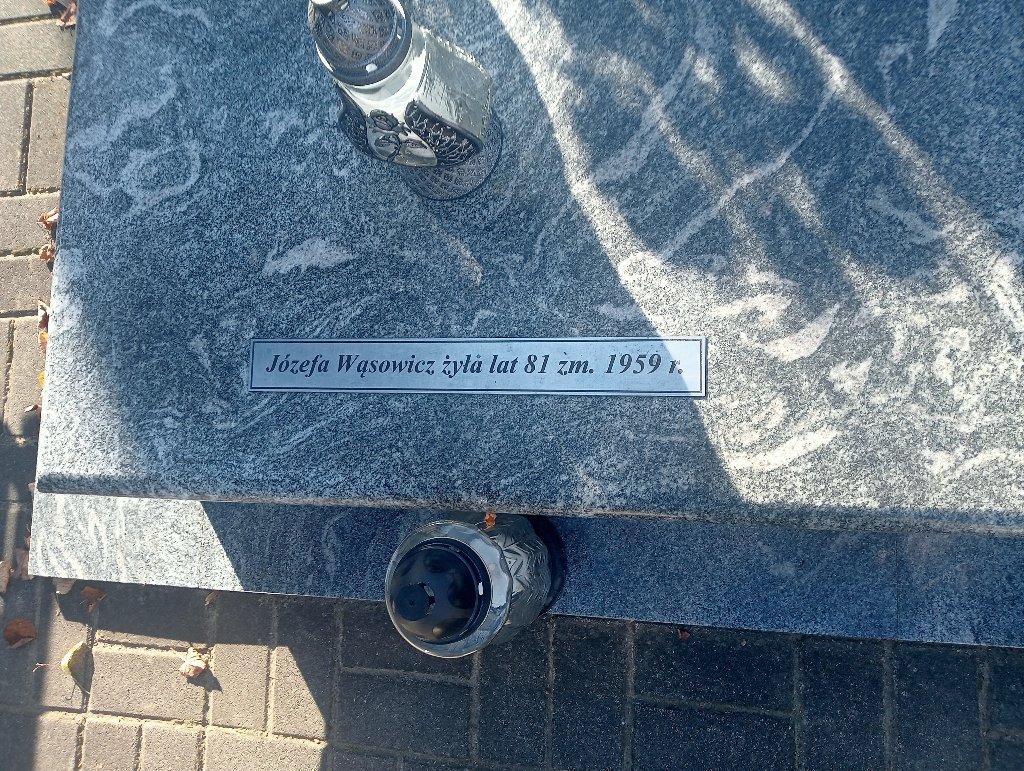 Józefa Wąsowicz żyła lat 81 zm. 1959 r.